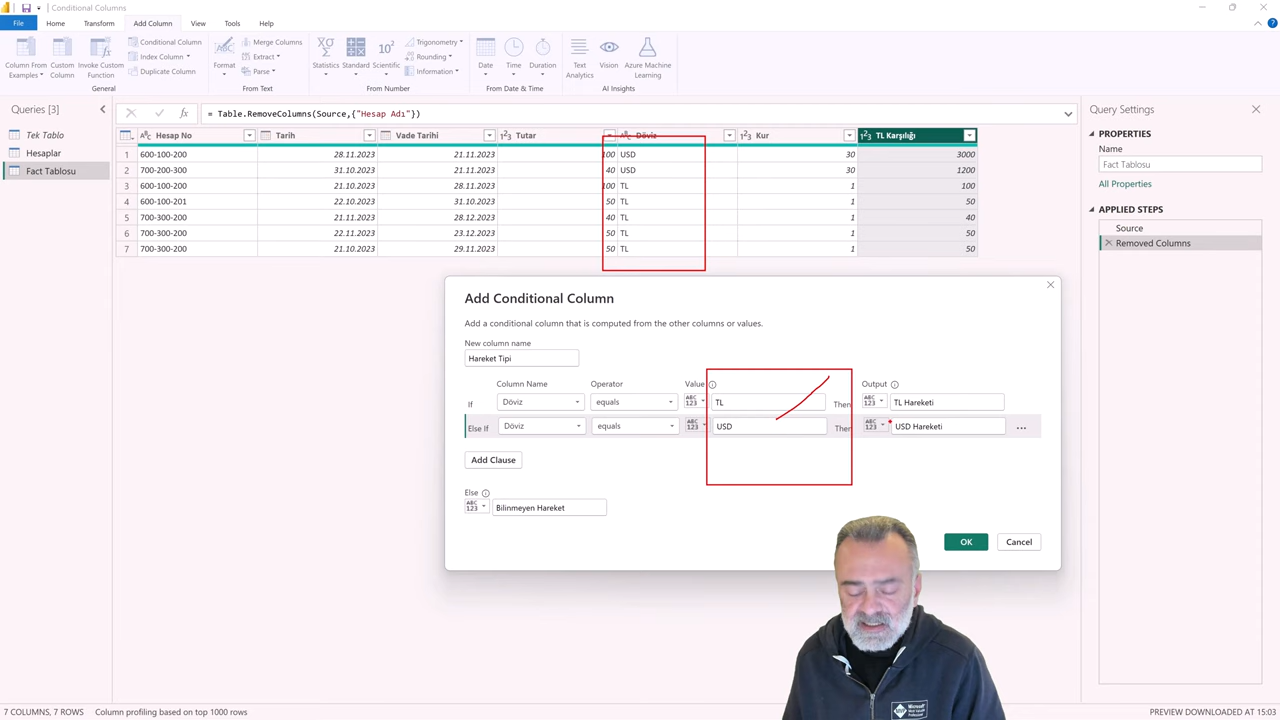 Conditional Columns
File Home Transform Add Column View Tools Help
Column From Examples
Custom Column
Invoke Custom Function
Conditional Column
Index Column
Duplicate Column
General
Format
Merge Columns
Extract
Parse
From Text
Statistics
Standard
Scientific
Trigonometry
Rounding
Information
From Number
Date
Time
Duration
From Date & Time
Text Analytics
Vision
Azure Machine Learning
AI Insights
Queries [3]
Tek Tablo
Hesaplar
Fact Tablosu
= Table.RemoveColumns(Source,{"Hesap Adı"})
Hesap No Tarih Vade Tarihi Tutar Döviz Kur TL Karşılığı
1 600-100-200 28.11.2023 21.11.2023 100 USD 30 3000
2 700-200-300 31.10.2023 21.11.2023 40 USD 30 1200
3 600-100-200 21.10.2023 28.11.2023 100 TL 1 100
4 600-100-201 22.10.2023 31.10.2023 50 TL 1 50
5 700-300-200 21.11.2023 28.12.2023 40 TL 1 40
6 700-300-200 22.11.2023 23.12.2023 50 TL 1 50
7 700-300-200 21.10.2023 29.11.2023 50 TL 1 50
Add Conditional Column
Add a conditional column that is computed from the other columns or values.
New column name
Hareket Tipi
Column Name Operator Value Output
If Döviz equals ABC 123 TL Then ABC 123 TL Hareketi
Else If Döviz equals ABC 123 USD Then ABC 123 USD Hareketi ...
Add Clause
Else
ABC 123 Bilinmeyen Hareket
OK Cancel
Query Settings
PROPERTIES
Name
Fact Tablosu
All Properties
APPLIED STEPS
Source
Removed Columns
7 COLUMNS, 7 ROWS Column profiling based on top 1000 rows
PREVIEW DOWNLOADED AT 15:03